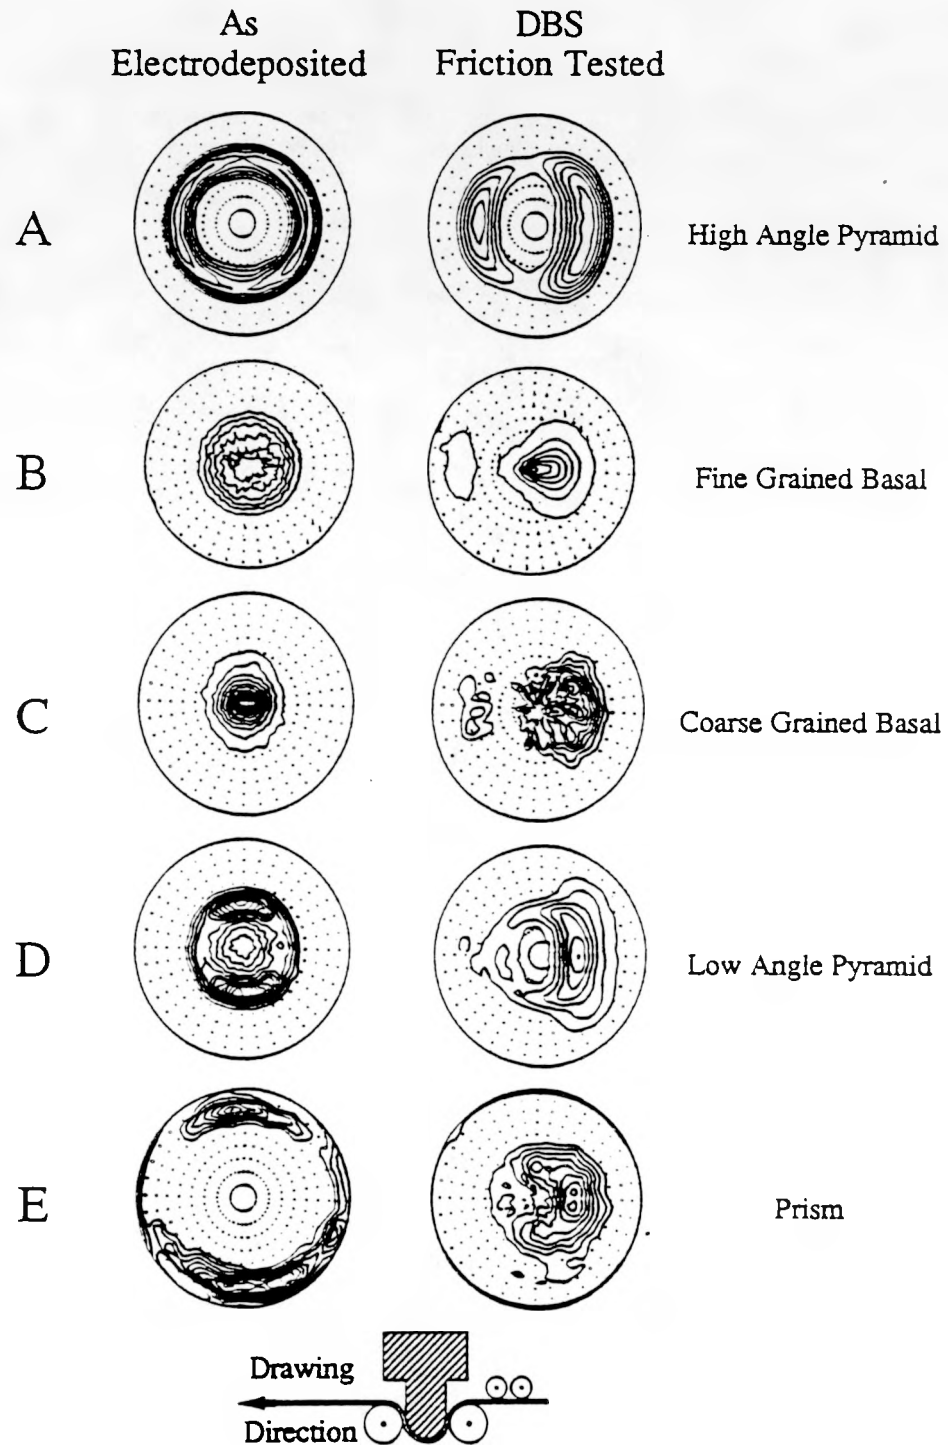 As
Electrodeposited
DBS
Friction Tested
A
High Angle Pyramid
B
Fine Grained Basal
C
Coarse Grained Basal
D
Low Angle Pyramid
E
Prism
Drawing
Direction